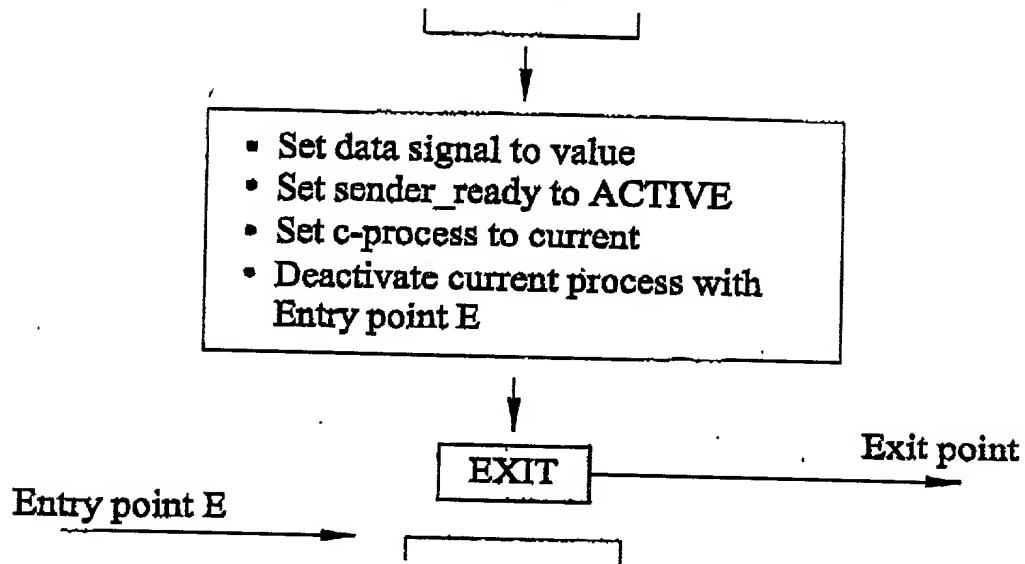 • Set data signal to value
• Set sender_ready to ACTIVE
• Set c-process to current
• Deactivate current process with
Entry point E
EXIT
Exit point
Entry point E